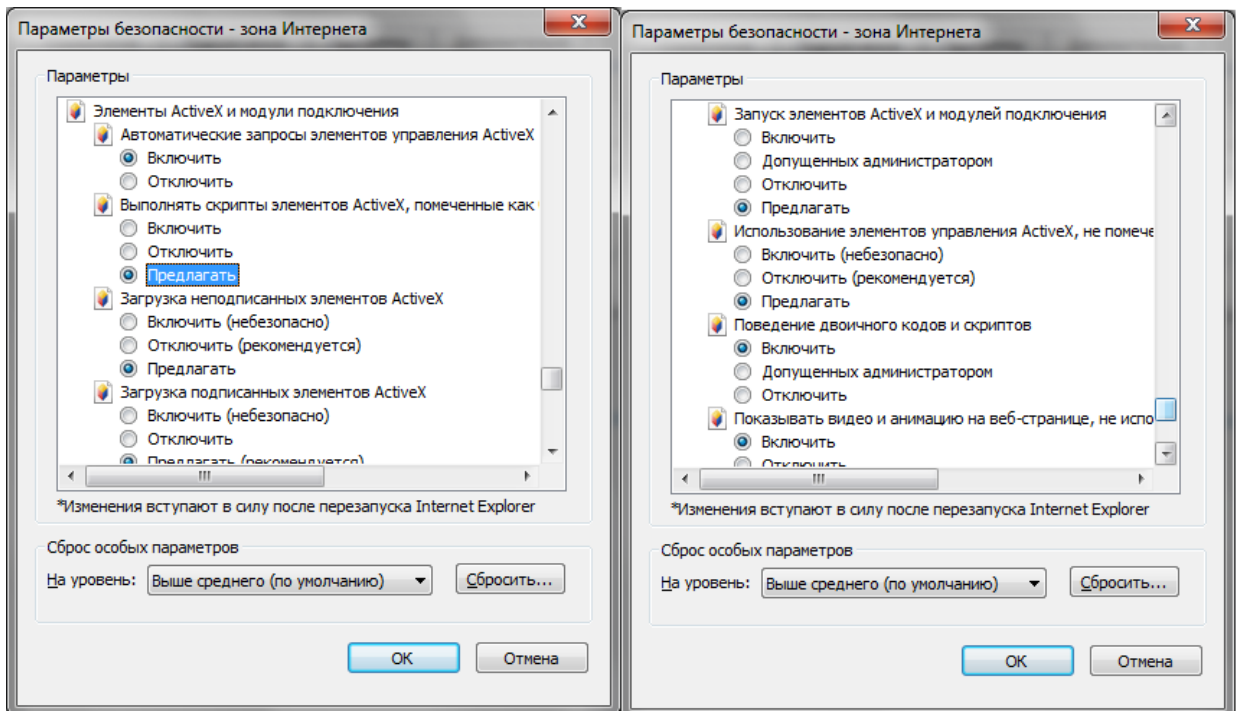 Параметры безопасности - зона Интернета
Параметры
Элементы ActiveX и модули подключения
Автоматические запросы элементов управления ActiveX
Включить
Отключить
Выполнять скрипты элементов ActiveX, помеченные как
Включить
Отключить
Предлагать
Загрузка неподписанных элементов ActiveX
Включить (небезопасно)
Отключить (рекомендуется)
Предлагать
Загрузка подписанных элементов ActiveX
Включить (небезопасно)
Отключить
Предлагать (рекомендуется)
*Изменения вступают в силу после перезапуска Internet Explorer
Сброс особых параметров
На уровень: Выше среднего (по умолчанию) Сбросить...
ОК Отмена
Параметры безопасности - зона Интернета
Параметры
Запуск элементов ActiveX и модулей подключения
Включить
Допущенных администратором
Отключить
Предлагать
Использование элементов управления ActiveX, не помече
Включить (небезопасно)
Отключить (рекомендуется)
Предлагать
Поведение двоичного кодов и скриптов
Включить
Допущенных администратором
Отключить
Показывать видео и анимацию на веб-странице, не испо
Включить
Отключить
*Изменения вступают в силу после перезапуска Internet Explorer
Сброс особых параметров
На уровень: Выше среднего (по умолчанию) Сбросить...
ОК Отмена